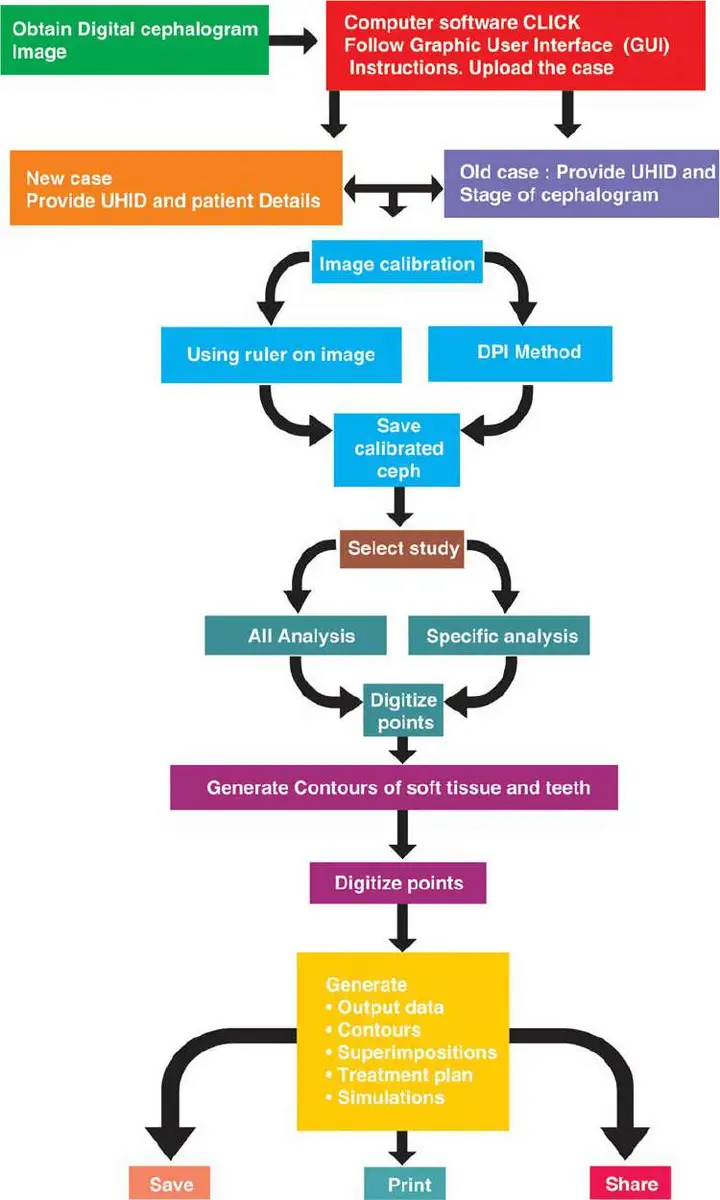 Obtain Digital cephalogram
Image
Computer software CLICK
Follow Graphic User Interface (GUI)
Instructions. Upload the case
New case
Provide UHID and patient Details
Old case : Provide UHID and
Stage of cephalogram
Image calibration
Using ruler on image
DPI Method
Save
calibrated
ceph
Select study
All Analysis
Specific analysis
Digitize
points
Generate Contours of soft tissue and teeth
Digitize points
Generate
• Output data
• Contours
• Superimpositions
• Treatment plan
• Simulations
Save
Print
Share